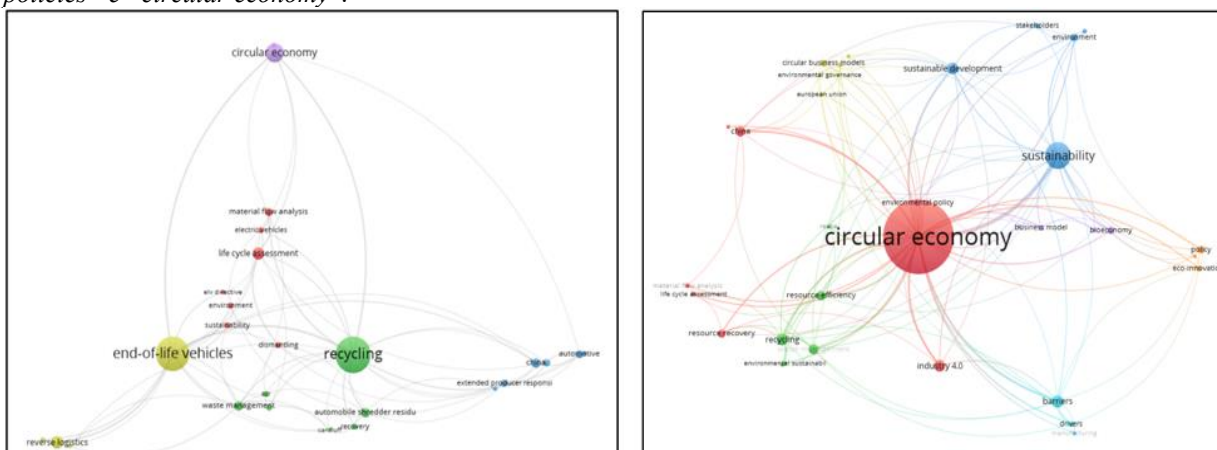 policies" e "circular economy".
circular economy
material flow analysis
electric vehicles
life cycle assessment
elv directive
environment
sustainability
dismantling
end-of-life vehicles
recycling
china
automotive
extended producer responsi
waste management
automobile shredder residu
recovery
reverse logistics
stakeholders
environment
circular business models
environmental governance
sustainable development
european union
china
sustainability
environmental policy
circular economy
business model
bioeconomy
policy
eco innovatio
material flow analysis
life cycle assessment
resource efficiency
resource recovery
recycling
environmental sustainabil
industry 4.0
barriers
drivers
manufacturing